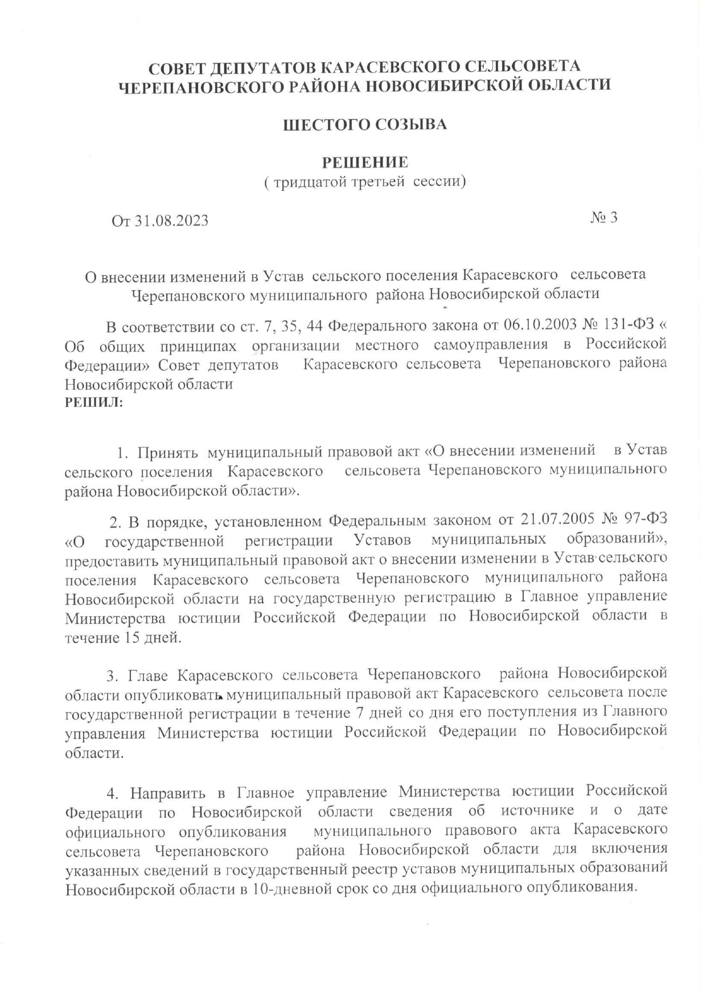 СОВЕТ ДЕПУТАТОВ КАРАСЕВСКОГО СЕЛЬСОВЕТА
ЧЕРЕПАНОВСКОГО РАЙОНА НОВОСИБИРСКОЙ ОБЛАСТИ
ШЕСТОГО СОЗЫВА
РЕШЕНИЕ
( тридцатой третьей сессии)
От 31.08.2023 № 3
О внесении изменений в Устав сельского поселения Карасевского сельсовета
Черепановского муниципального района Новосибирской области
В соответствии со ст. 7, 35, 44 Федерального закона от 06.10.2003 № 131-ФЗ «
Об общих принципах организации местного самоуправления в Российской
Федерации» Совет депутатов Карасевского сельсовета Черепановского района
Новосибирской области
РЕШИЛ:
1. Принять муниципальный правовой акт «О внесении изменений в Устав
сельского поселения Карасевского сельсовета Черепановского муниципального
района Новосибирской области».
2. В порядке, установленном Федеральным законом от 21.07.2005 № 97-ФЗ
«О государственной регистрации Уставов муниципальных образований»,
предоставить муниципальный правовой акт о внесении изменении в Устав сельского
поселения Карасевского сельсовета Черепановского муниципального района
Новосибирской области на государственную регистрацию в Главное управление
Министерства юстиции Российской Федерации по Новосибирской области в
течение 15 дней.
3. Главе Карасевского сельсовета Черепановского района Новосибирской
области опубликовать муниципальный правовой акт Карасевского сельсовета после
государственной регистрации в течение 7 дней со дня его поступления из Главного
управления Министерства юстиции Российской Федерации по Новосибирской
области.
4. Направить в Главное управление Министерства юстиции Российской
Федерации по Новосибирской области сведения об источнике и о дате
официального опубликования муниципального правового акта Карасевского
сельсовета Черепановского района Новосибирской области для включения
указанных сведений в государственный реестр уставов муниципальных образований
Новосибирской области в 10-дневной срок со дня официального опубликования.